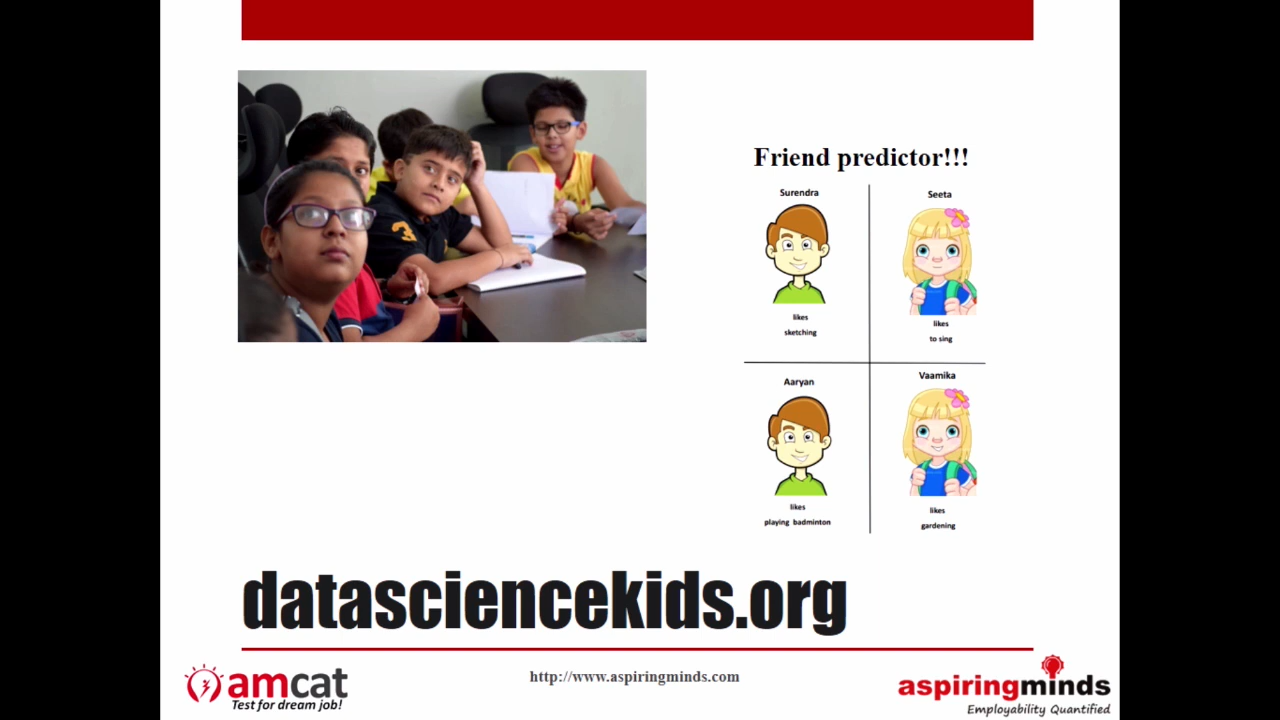 Friend predictor!!!
Surendra
likes
sketching
Seeta
likes
to sing
Aaryan
likes
playing badminton
Vaamika
likes
gardening
3
datasciencekids.org
amcat
Test for dream job!
http://www.aspiringminds.com
aspiringminds
Employability Quantified